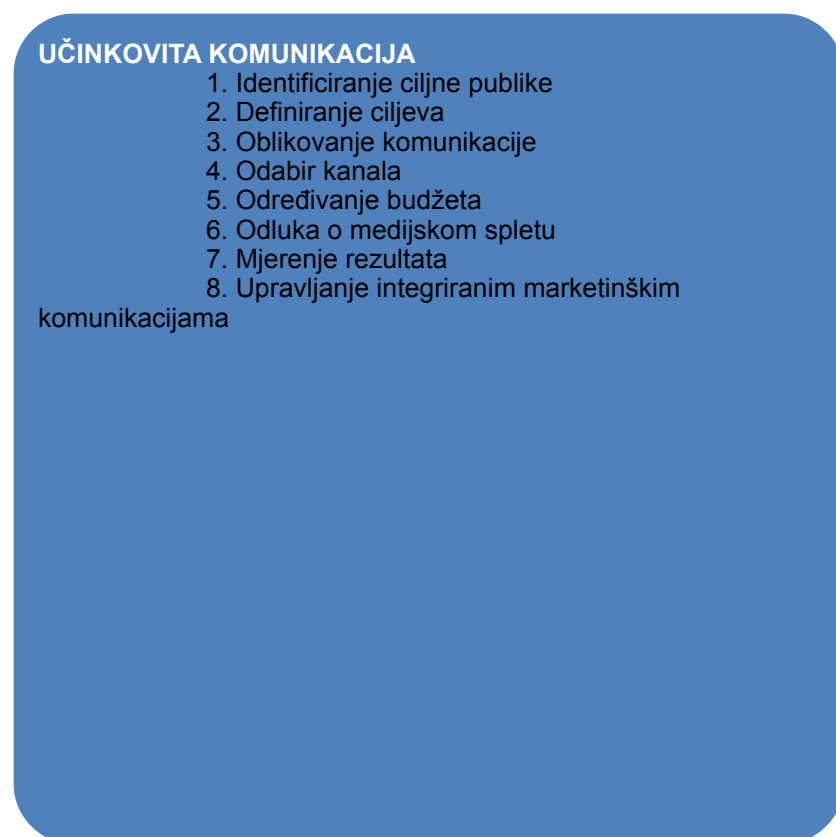 UČINKOVITA KOMUNIKACIJA
1. Identificiranje ciljne publike
2. Definiranje ciljeva
3. Oblikovanje komunikacije
4. Odabir kanala
5. Određivanje budžeta
6. Odluka o medijskom spletu
7. Mjerenje rezultata
8. Upravljanje integriranim marketinškim
komunikacijama